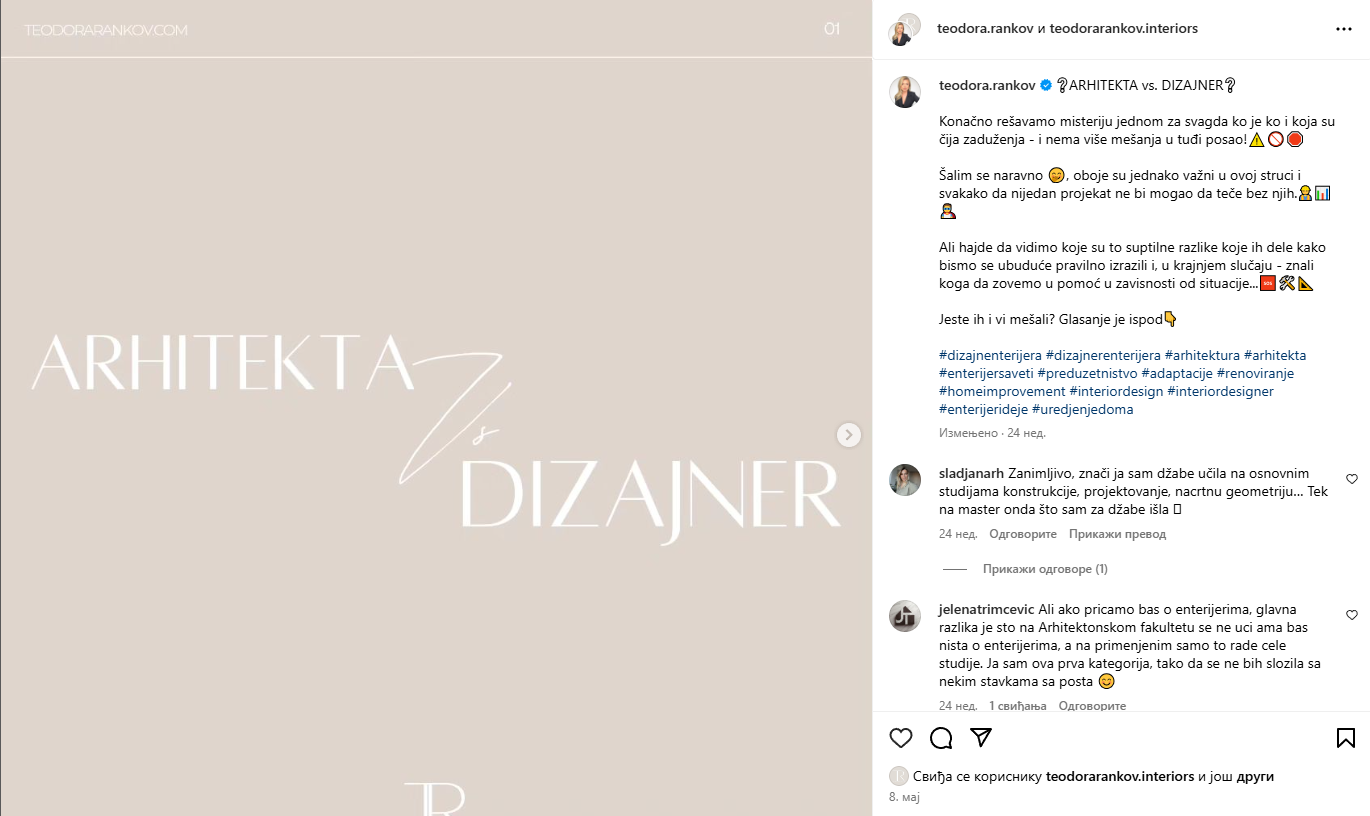 TEODORARANKOV.COM
01
ARHITEKTA
Vs
DIZAJNER
TR
teodora.rankov и teodorarankov.interiors
teodora.rankov ❔ARHITEKTA vs. DIZAJNER❔
Konačno rešavamo misteriju jednom za svagda ko je ko i koja su
čija zaduženja - i nema više mešanja u tuđi posao!⚠️🚫🛑
Šalim se naravno 😄, oboje su jednako važni u ovoj struci i
svakako da nijedan projekat ne bi mogao da teče bez njih.👷📊
👩‍🎨
Ali hajde da vidimo koje su to suptilne razlike koje ih dele kako
bismo se ubuduće pravilno izrazili i, u krajnjem slučaju - znali
koga da zovemo u pomoć u zavisnosti od situacije...🆘🛠📐
Jeste ih i vi mešali? Glasanje je ispod👇
#dizajnenterijera #dizajnerenterijera #arhitektura #arhitekta
#enterijersaveti #preduzetnistvo #adaptacije #renoviranje
#homeimprovement #interiordesign #interiordesigner
#enterijerideje #uredjenjedoma
Измењено · 24 нед.
sladjanarh Zanimljivo, znači ja sam džabe učila na osnovnim
studijama konstrukcije, projektovanje, nacrtnu geometriju... Tek
na master onda što sam za džabe išla
24 нед. Одговорите Прикажи превод
Прикажи одговоре (1)
jelenatrimcevic Ali ako pricamo bas o enterijerima, glavna
razlika je sto na Arhitektonskom fakultetu se ne uci ama bas
nista o enterijerima, a na primenjenim samo to rade cele
studije. Ja sam ova prva kategorija, tako da se ne bih slozila sa
nekim stavkama sa posta 😊
24 нед. 1 свиђања Одговорите
Свиђа се кориснику teodorarankov.interiors и још други
8. мај